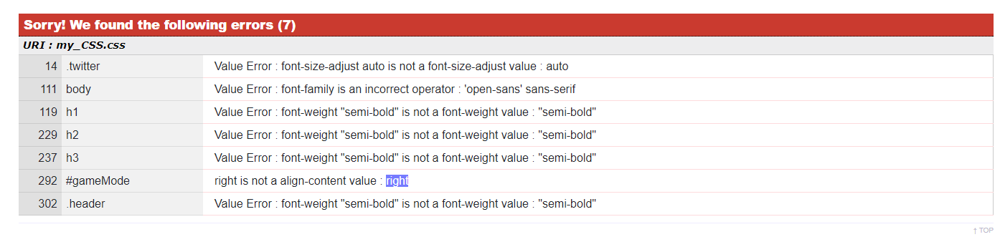 Sorry! We found the following errors (7)
URI : my_CSS.css
14 .twitter Value Error : font-size-adjust auto is not a font-size-adjust value : auto
111 body Value Error : font-family is an incorrect operator : 'open-sans' sans-serif
119 h1 Value Error : font-weight "semi-bold" is not a font-weight value : "semi-bold"
229 h2 Value Error : font-weight "semi-bold" is not a font-weight value : "semi-bold"
237 h3 Value Error : font-weight "semi-bold" is not a font-weight value : "semi-bold"
292 #gameMode right is not a align-content value : right
302 .header Value Error : font-weight "semi-bold" is not a font-weight value : "semi-bold"
↑ TOP